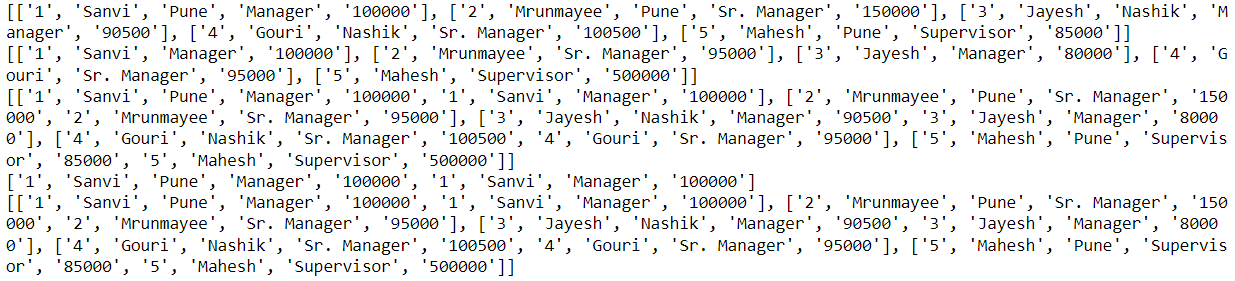 [['1', 'Sanvi', 'Pune', 'Manager', '100000'], ['2', 'Mrunmayee', 'Pune', 'Sr. Manager', '150000'], ['3', 'Jayesh', 'Nashik', 'M
anager', '90500'], ['4', 'Gouri', 'Nashik', 'Sr. Manager', '100500'], ['5', 'Mahesh', 'Pune', 'Supervisor', '85000']]
[['1', 'Sanvi', 'Manager', '100000'], ['2', 'Mrunmayee', 'Sr. Manager', '95000'], ['3', 'Jayesh', 'Manager', '80000'], ['4', 'G
ouri', 'Sr. Manager', '95000'], ['5', 'Mahesh', 'Supervisor', '500000']]
[['1', 'Sanvi', 'Pune', 'Manager', '100000', '1', 'Sanvi', 'Manager', '100000'], ['2', 'Mrunmayee', 'Pune', 'Sr. Manager', '150
000', '2', 'Mrunmayee', 'Sr. Manager', '95000'], ['3', 'Jayesh', 'Nashik', 'Manager', '90500', '3', 'Jayesh', 'Manager', '8000
0'], ['4', 'Gouri', 'Nashik', 'Sr. Manager', '100500', '4', 'Gouri', 'Sr. Manager', '95000'], ['5', 'Mahesh', 'Pune', 'Supervis
or', '85000', '5', 'Mahesh', 'Supervisor', '500000']]
['1', 'Sanvi', 'Pune', 'Manager', '100000', '1', 'Sanvi', 'Manager', '100000']
[['1', 'Sanvi', 'Pune', 'Manager', '100000', '1', 'Sanvi', 'Manager', '100000'], ['2', 'Mrunmayee', 'Pune', 'Sr. Manager', '150
000', '2', 'Mrunmayee', 'Sr. Manager', '95000'], ['3', 'Jayesh', 'Nashik', 'Manager', '90500', '3', 'Jayesh', 'Manager', '8000
0'], ['4', 'Gouri', 'Nashik', 'Sr. Manager', '100500', '4', 'Gouri', 'Sr. Manager', '95000'], ['5', 'Mahesh', 'Pune', 'Supervis
or', '85000', '5', 'Mahesh', 'Supervisor', '500000']]